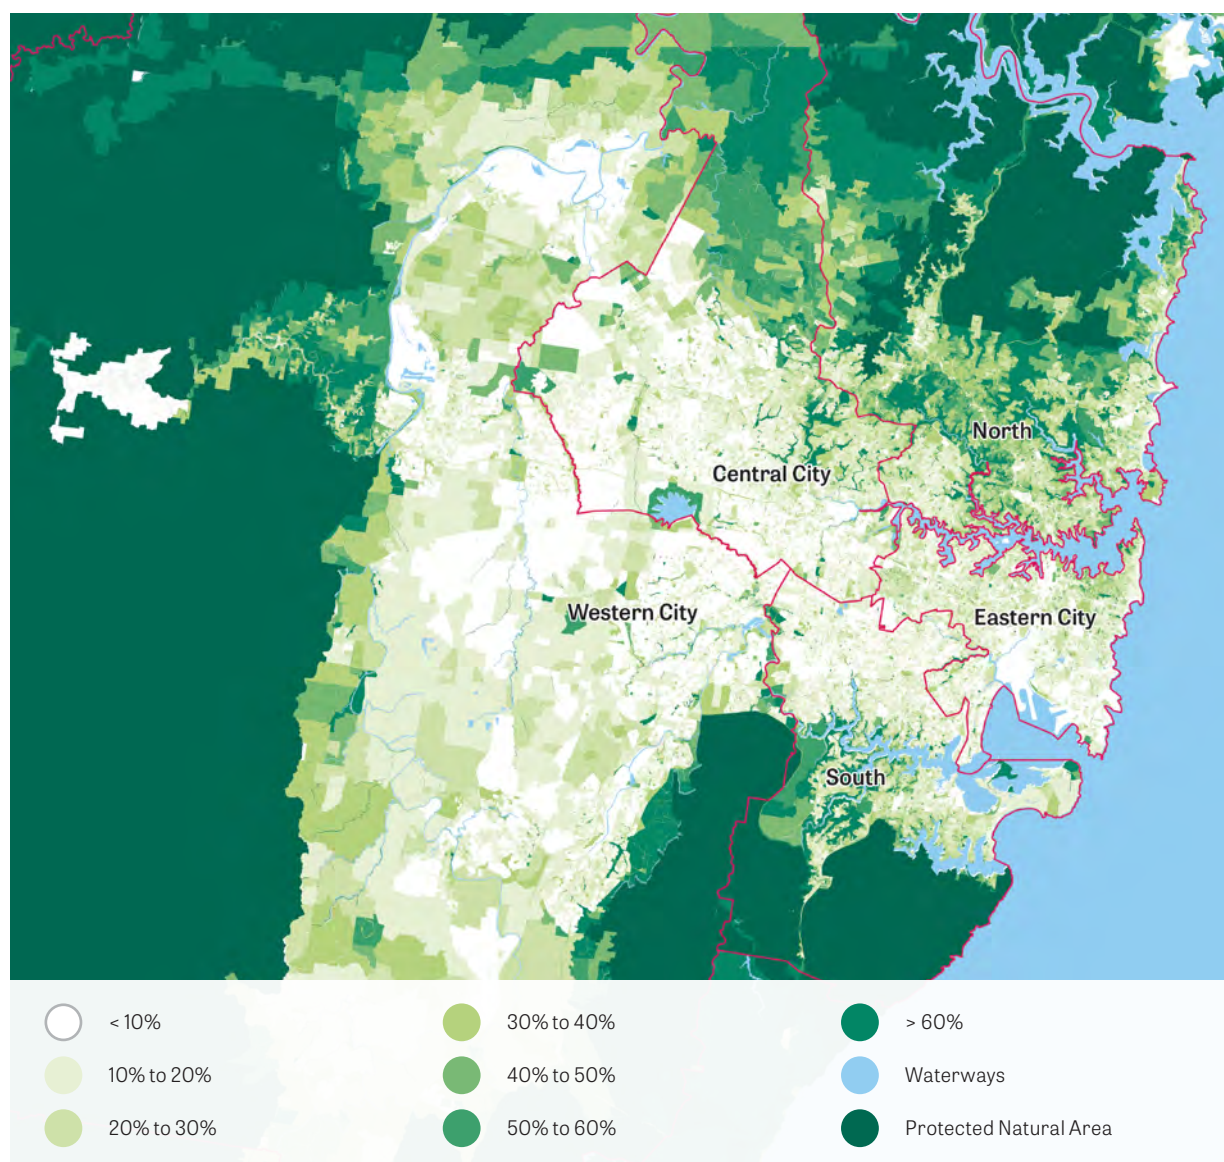 North
Central City
Western City
Eastern City
South
< 10%
10% to 20%
20% to 30%
30% to 40%
40% to 50%
50% to 60%
> 60%
Waterways
Protected Natural Area